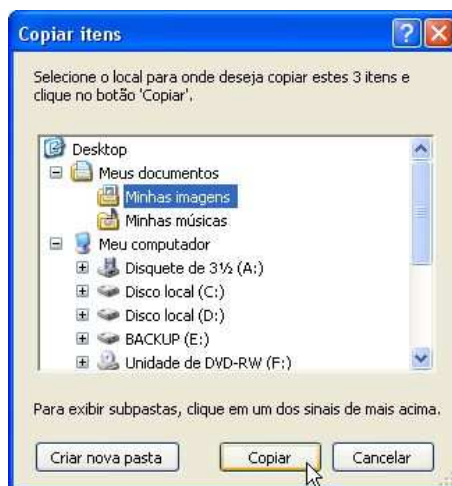 Copiar itens
Selecione o local para onde deseja copiar estes 3 itens e
clique no botão 'Copiar'.
Desktop
Meus documentos
Minhas imagens
Minhas músicas
Meu computador
Disquete de 3½ (A:)
Disco local (C:)
Disco local (D:)
BACKUP (E:)
Unidade de DVD-RW (F:)
Para exibir subpastas, clique em um dos sinais de mais acima.
Criar nova pasta Copiar Cancelar